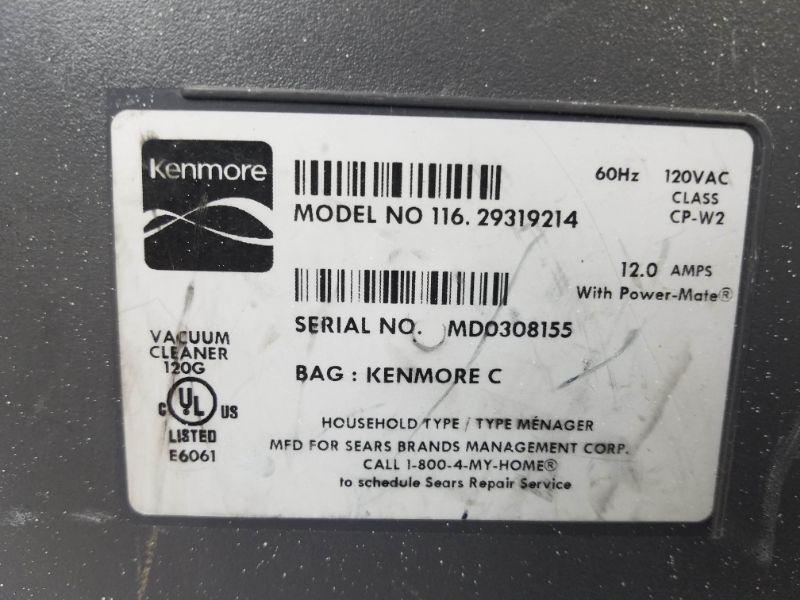 Kenmore
MODEL NO 116. 29319214
60Hz 120VAC
CLASS
CP-W2
12.0 AMPS
With Power-Mate®
SERIAL NO. MD0308155
BAG : KENMORE C
VACUUM
CLEANER
120G
C UL US
LISTED
E6061
HOUSEHOLD TYPE / TYPE MÉNAGER
MFD FOR SEARS BRANDS MANAGEMENT CORP.
CALL 1-800-4-MY-HOME®
to schedule Sears Repair Service